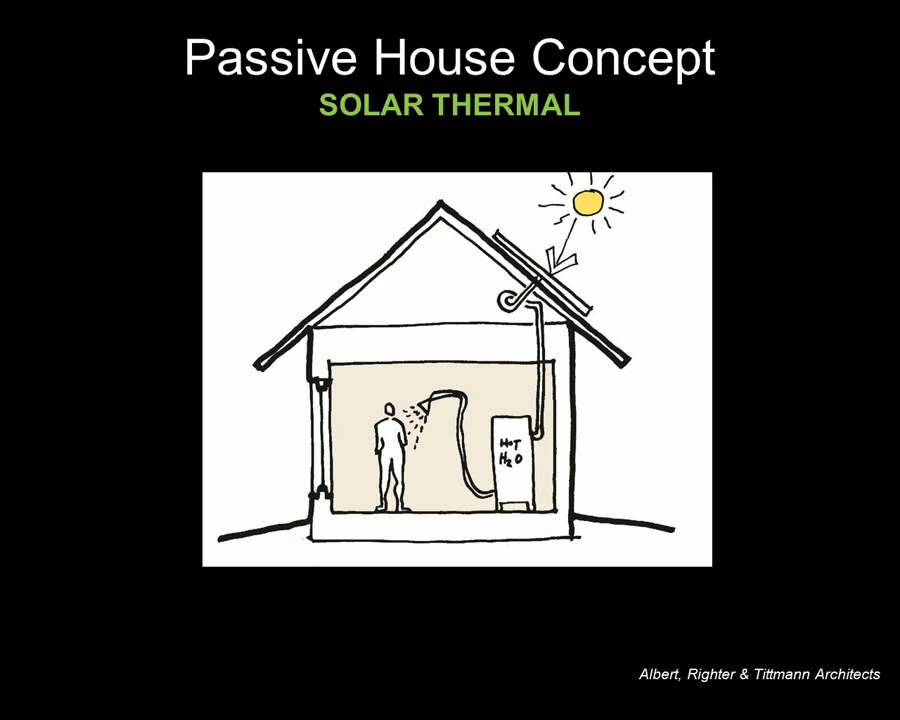 Passive House Concept
SOLAR THERMAL
HOT
H2O
Albert, Righter & Tittmann Architects